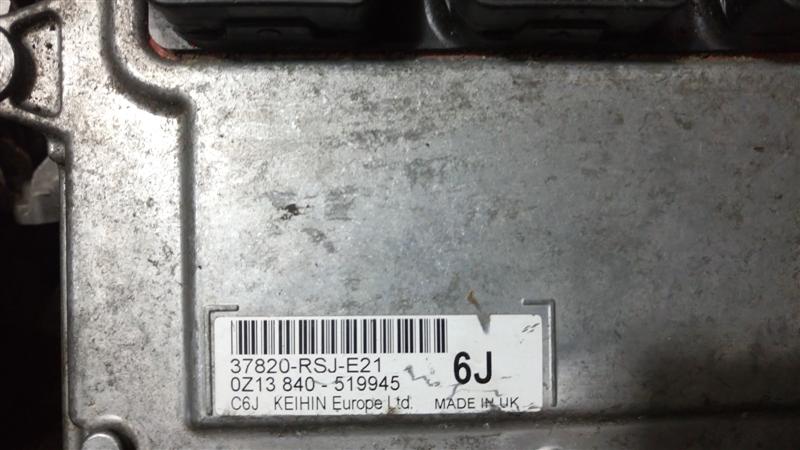 37820-RSJ-E21
6J
0Z13 840- 519945
C6J KEIHIN Europe Ltd. MADE IN UK